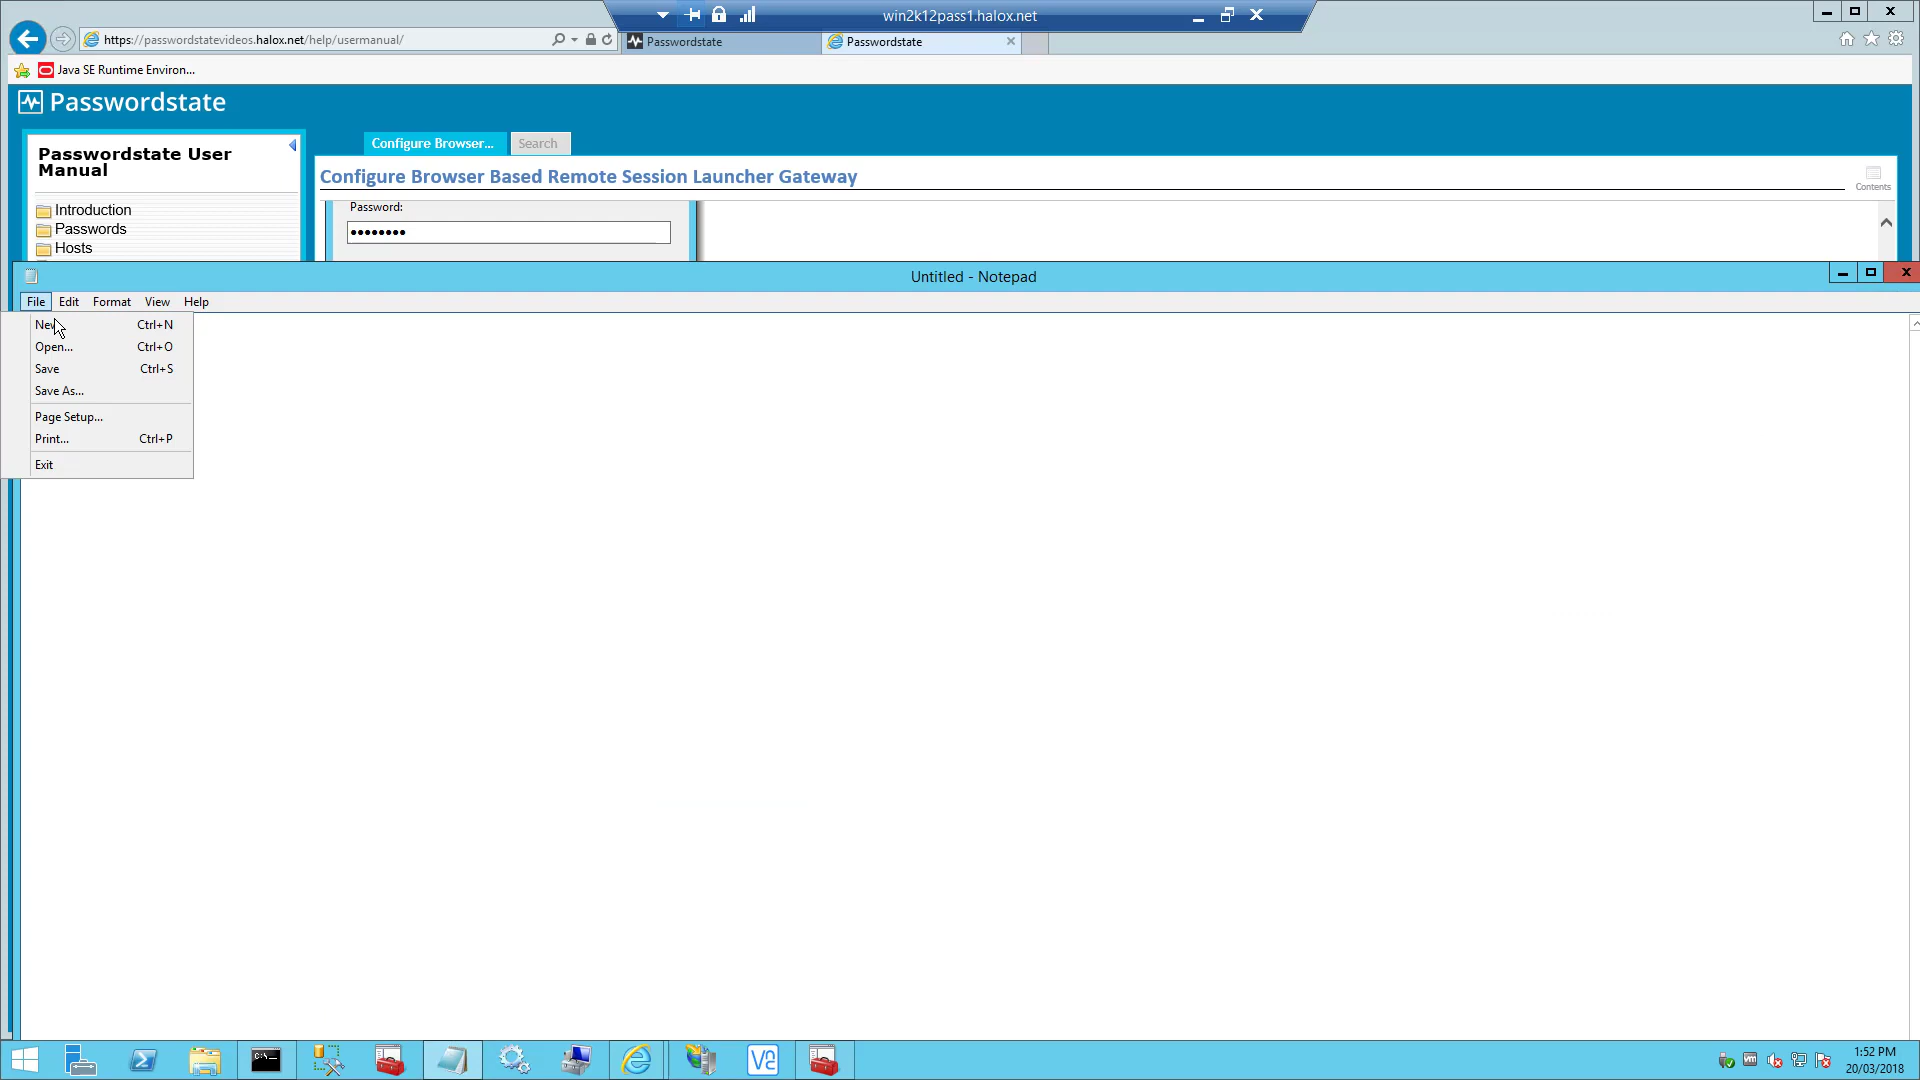 win2k12pass1.halox.net
https://passwordstatevideos.halox.net/help/usermanual/
Passwordstate
Passwordstate
Java SE Runtime Environ...
Passwordstate
Configure Browser...
Search
Passwordstate User
Manual
Configure Browser Based Remote Session Launcher Gateway
Contents
Introduction
Passwords
Hosts
Password:
Untitled - Notepad
File Edit Format View Help
New Ctrl+N
Open... Ctrl+O
Save Ctrl+S
Save As...
Page Setup...
Print... Ctrl+P
Exit
1:52 PM
20/03/2018